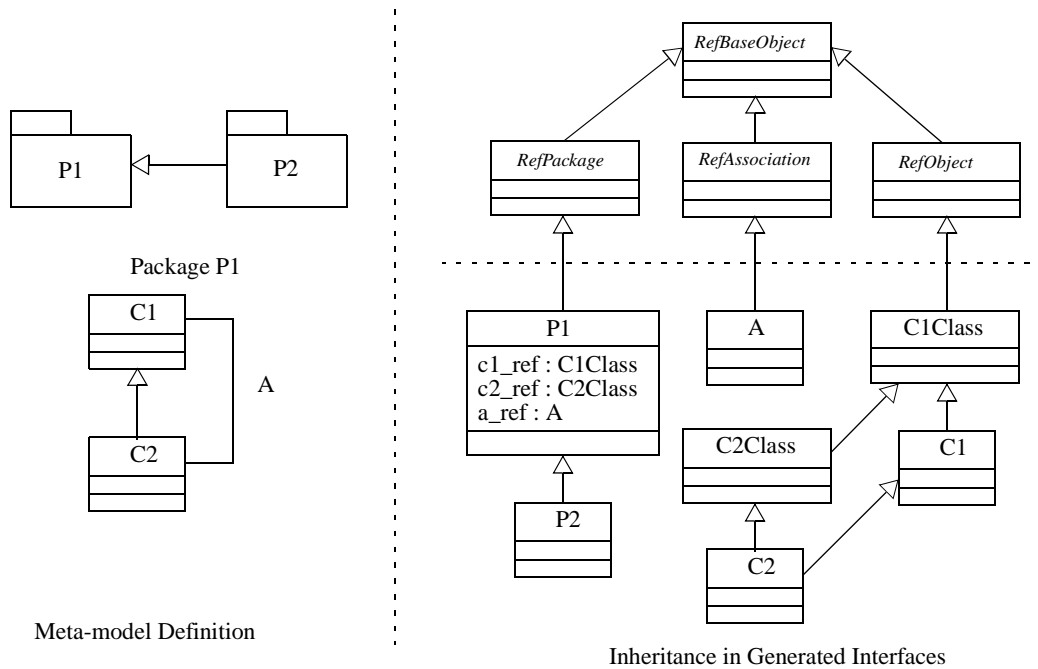 P1
P2
Package P1
C1
A
C2
Meta-model Definition
RefBaseObject
RefPackage
RefAssociation
RefObject
P1
c1_ref : C1Class
c2_ref : C2Class
a_ref : A
A
C1Class
C2Class
C1
P2
C2
Inheritance in Generated Interfaces